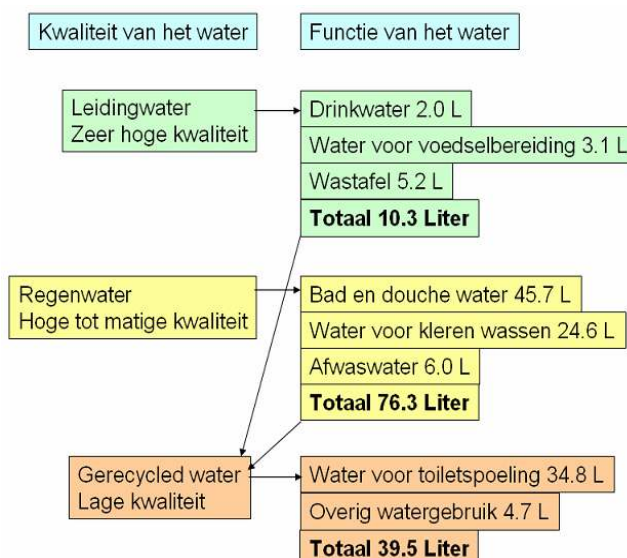 Kwaliteit van het water
Functie van het water
Leidingwater
Zeer hoge kwaliteit
Drinkwater 2.0 L
Water voor voedselbereiding 3.1 L
Wastafel 5.2 L
Totaal 10.3 Liter
Regenwater
Hoge tot matige kwaliteit
Bad en douche water 45.7 L
Water voor kleren wassen 24.6 L
Afwaswater 6.0 L
Totaal 76.3 Liter
Gerecycled water
Lage kwaliteit
Water voor toiletspoeling 34.8 L
Overig watergebruik 4.7 L
Totaal 39.5 Liter